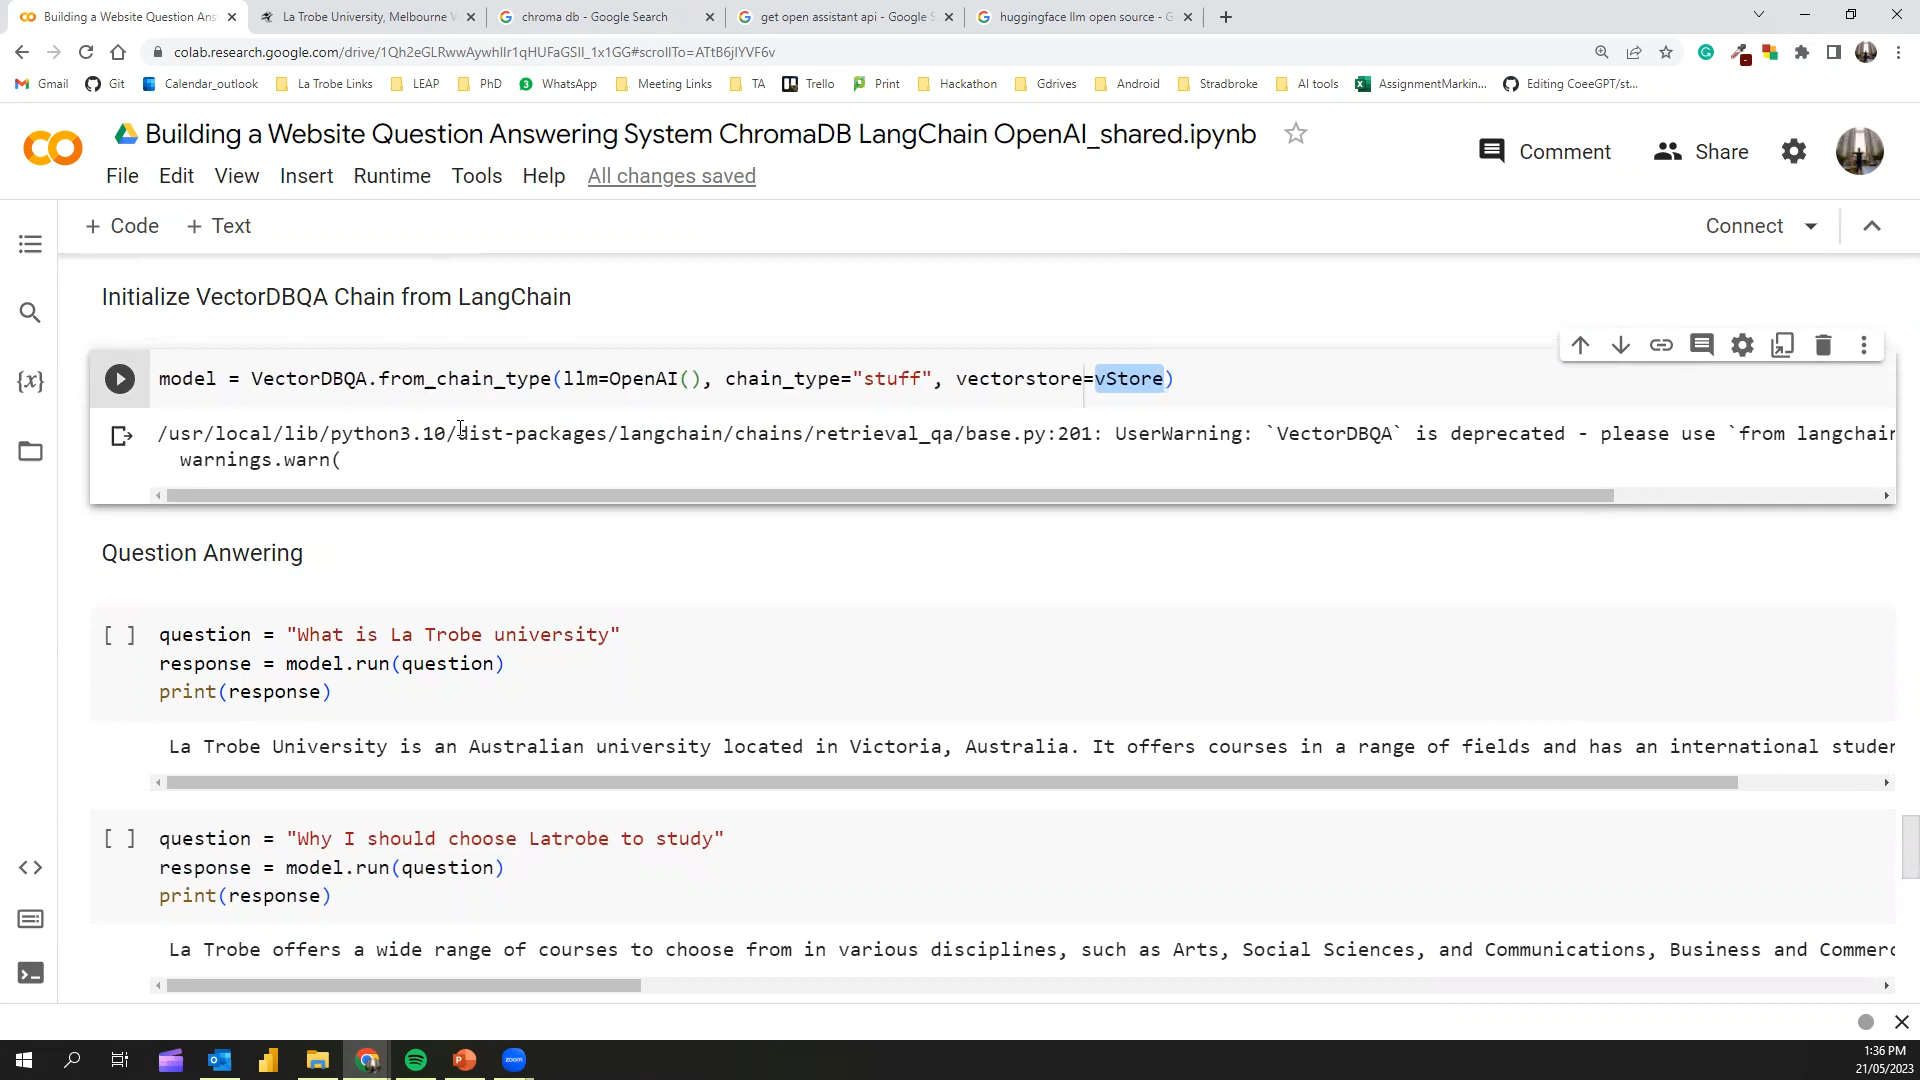 Building a Website Question Ans
La Trobe University, Melbourne V
chroma db - Google Search
get open assistant api - Google S
huggingface llm open source - G
colab.research.google.com/drive/1Qh2eGLRwwAywhlIr1qHUFaGSlI_1x1GG#scrollTo=ATtB6jIYVF6v
Gmail
Git
Calendar_outlook
La Trobe Links
LEAP
PhD
WhatsApp
Meeting Links
TA
Trello
Print
Hackathon
Gdrives
Android
Stradbroke
AI tools
AssignmentMarkin...
Editing CoeeGPT/st...
Building a Website Question Answering System ChromaDB LangChain OpenAI_shared.ipynb
Comment
Share
File Edit View Insert Runtime Tools Help All changes saved
+ Code + Text
Connect
Initialize VectorDBQA Chain from LangChain
model = VectorDBQA.from_chain_type(llm=OpenAI(), chain_type="stuff", vectorstore=vStore)
/usr/local/lib/python3.10/dist-packages/langchain/chains/retrieval_qa/base.py:201: UserWarning: `VectorDBQA` is deprecated - please use `from langchain
warnings.warn(
Question Anwering
[ ] question = "What is La Trobe university"
response = model.run(question)
print(response)
La Trobe University is an Australian university located in Victoria, Australia. It offers courses in a range of fields and has an international studen
[ ] question = "Why I should choose Latrobe to study"
response = model.run(question)
print(response)
La Trobe offers a wide range of courses to choose from in various disciplines, such as Arts, Social Sciences, and Communications, Business and Commerc
{x}
zoom
1:36 PM
21/05/2023